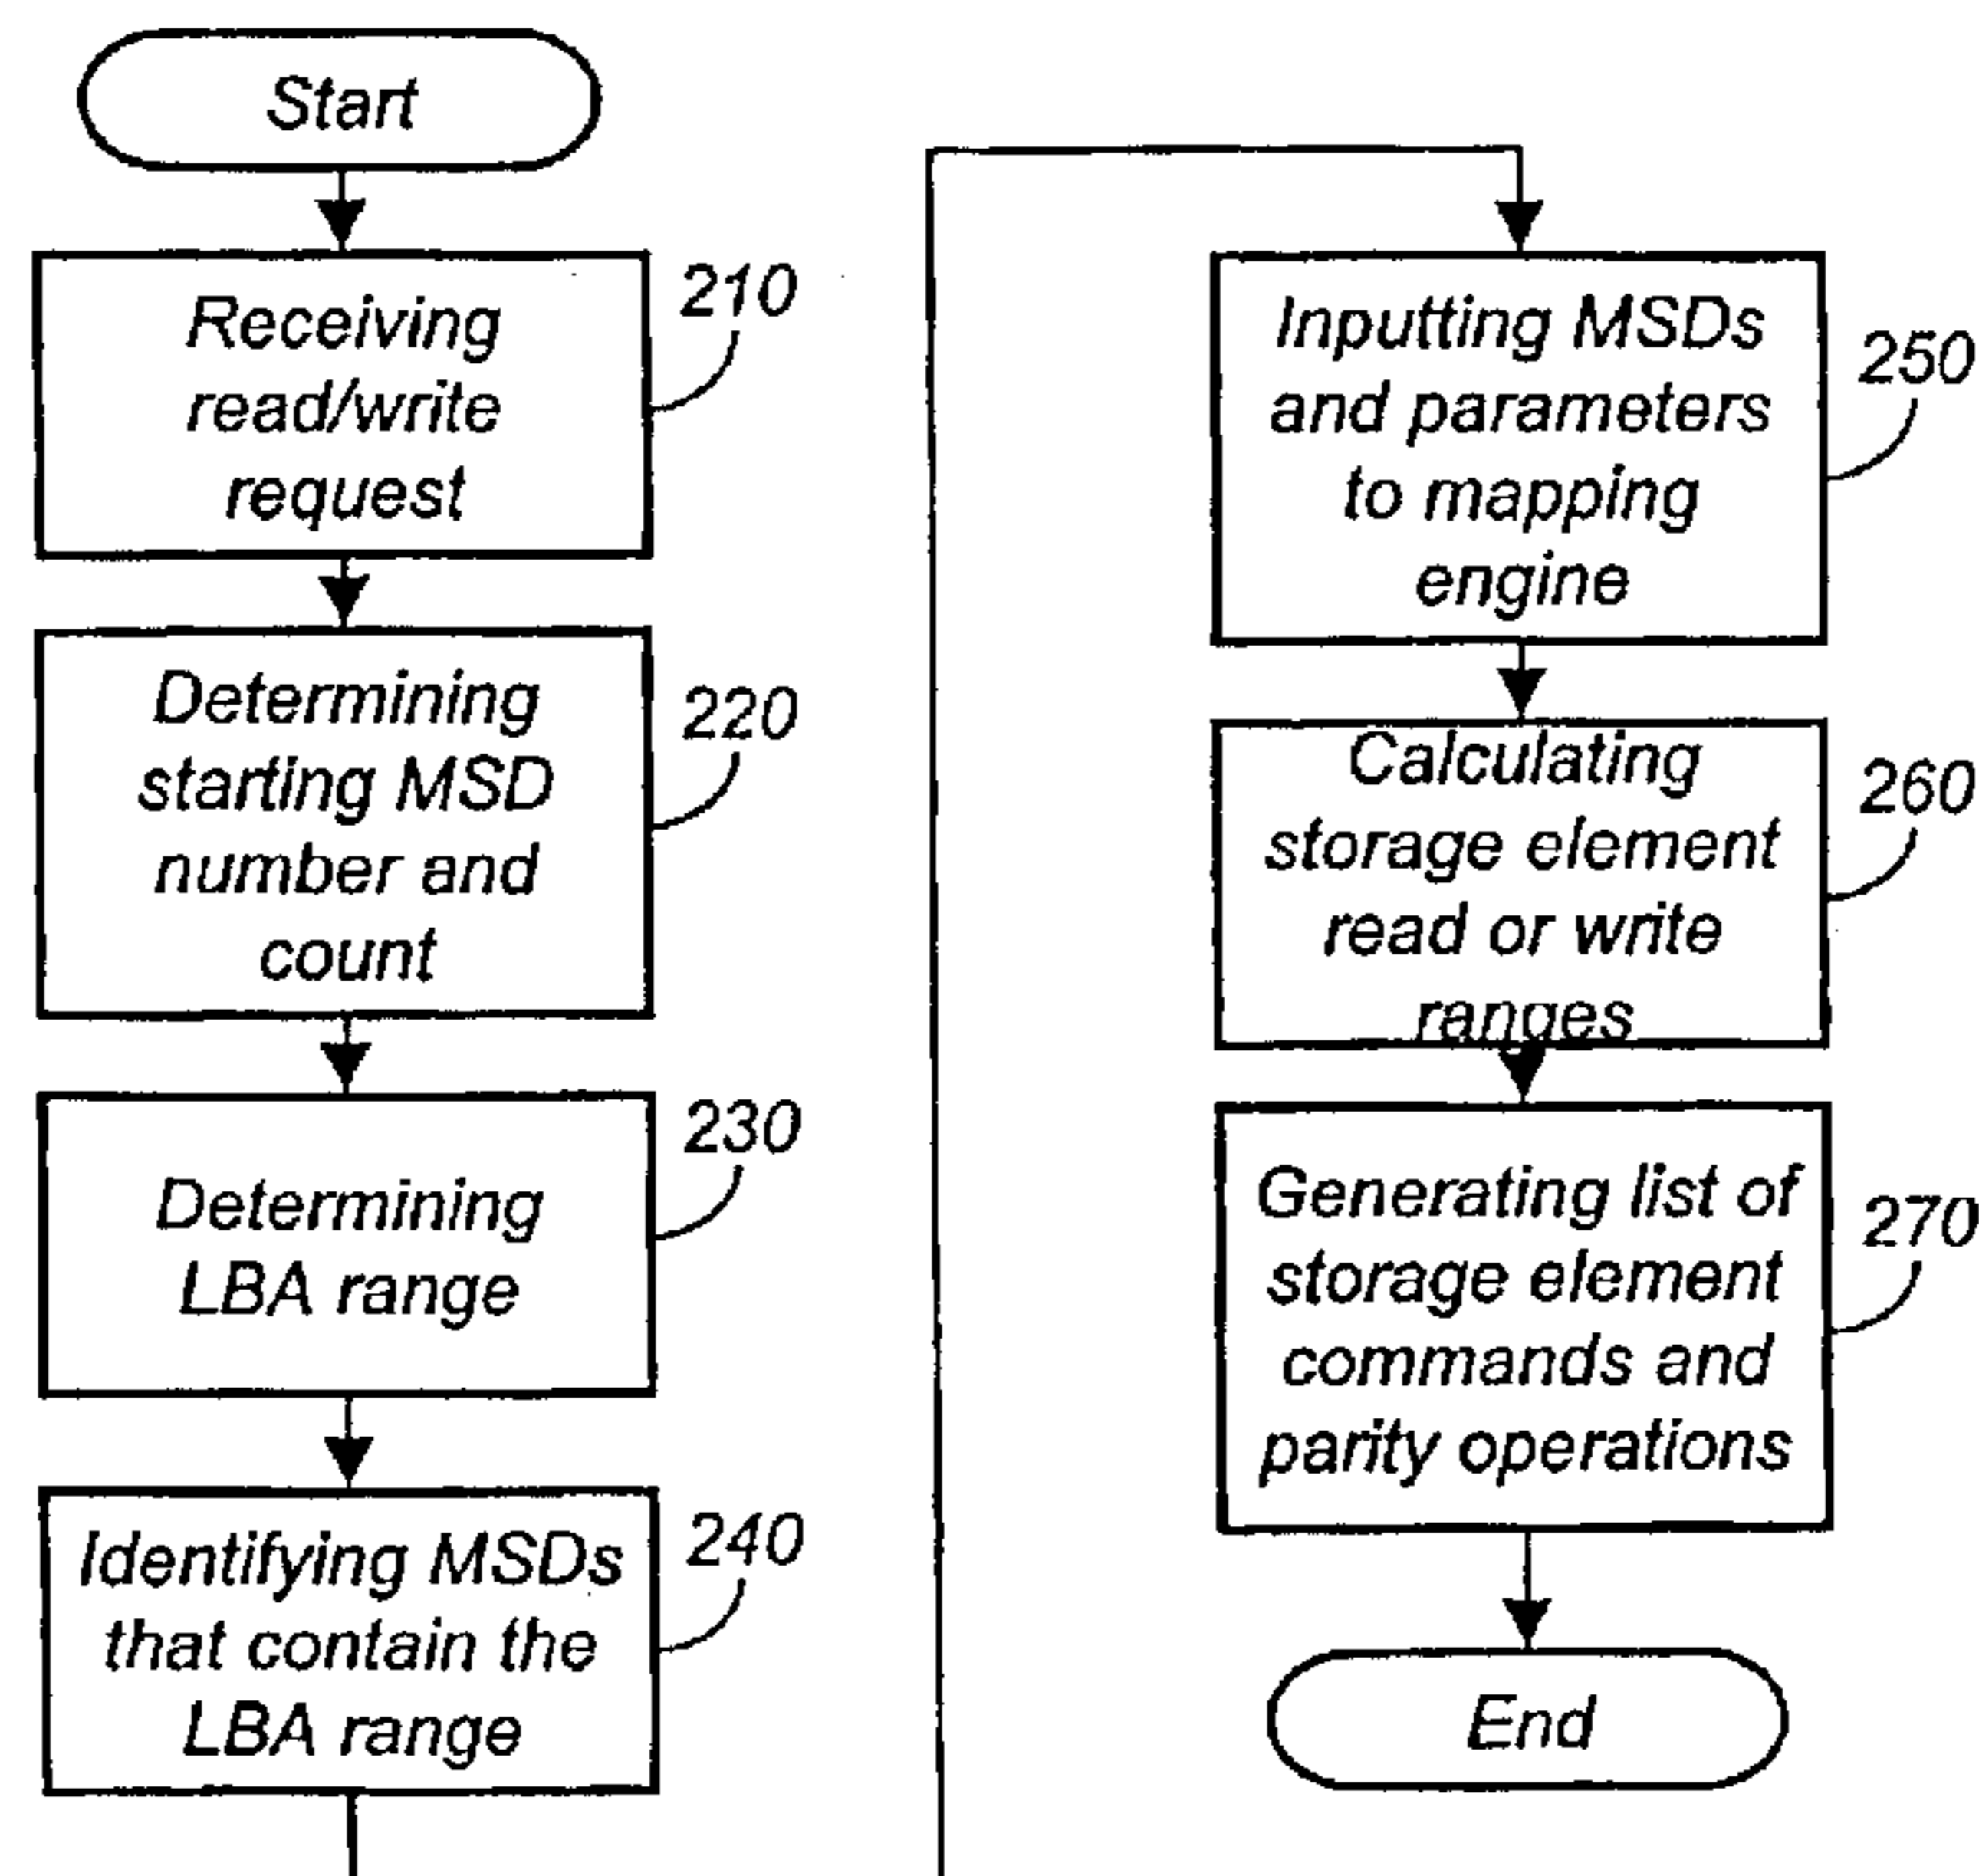 Start
Receiving
read/write
request
210
Determining
starting MSD
number and
count
220
Determining
LBA range
230
Identifying MSDs
that contain the
LBA range
240
Inputting MSDs
and parameters
to mapping
engine
250
Calculating
storage element
read or write
ranges
260
Generating list of
storage element
commands and
parity operations
270
End